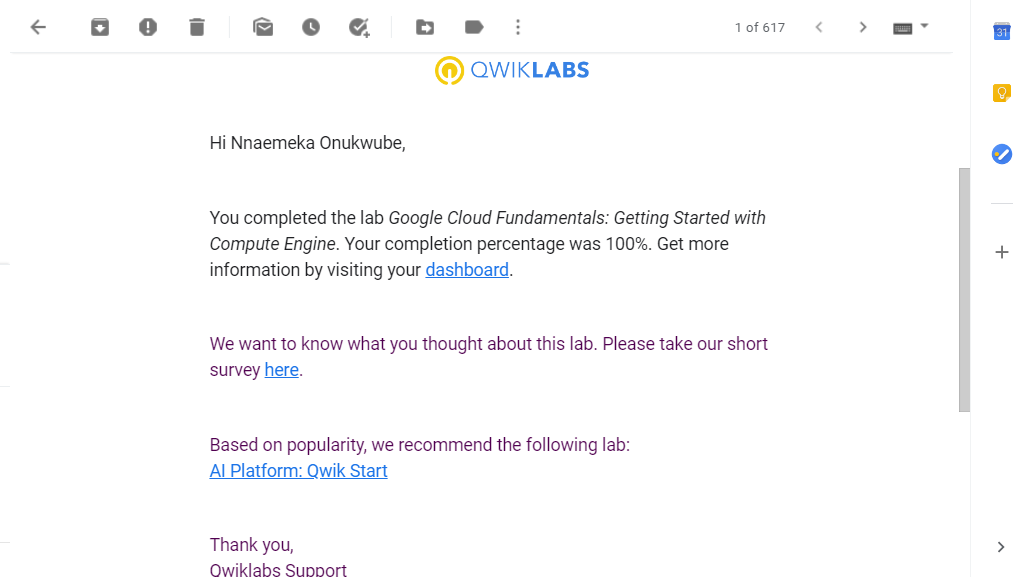 1 of 617
31
QWIKLABS
Hi Nnaemeka Onukwube,
You completed the lab Google Cloud Fundamentals: Getting Started with
Compute Engine. Your completion percentage was 100%. Get more
information by visiting your dashboard.
We want to know what you thought about this lab. Please take our short
survey here.
Based on popularity, we recommend the following lab:
AI Platform: Qwik Start
Thank you,
Qwiklabs Support